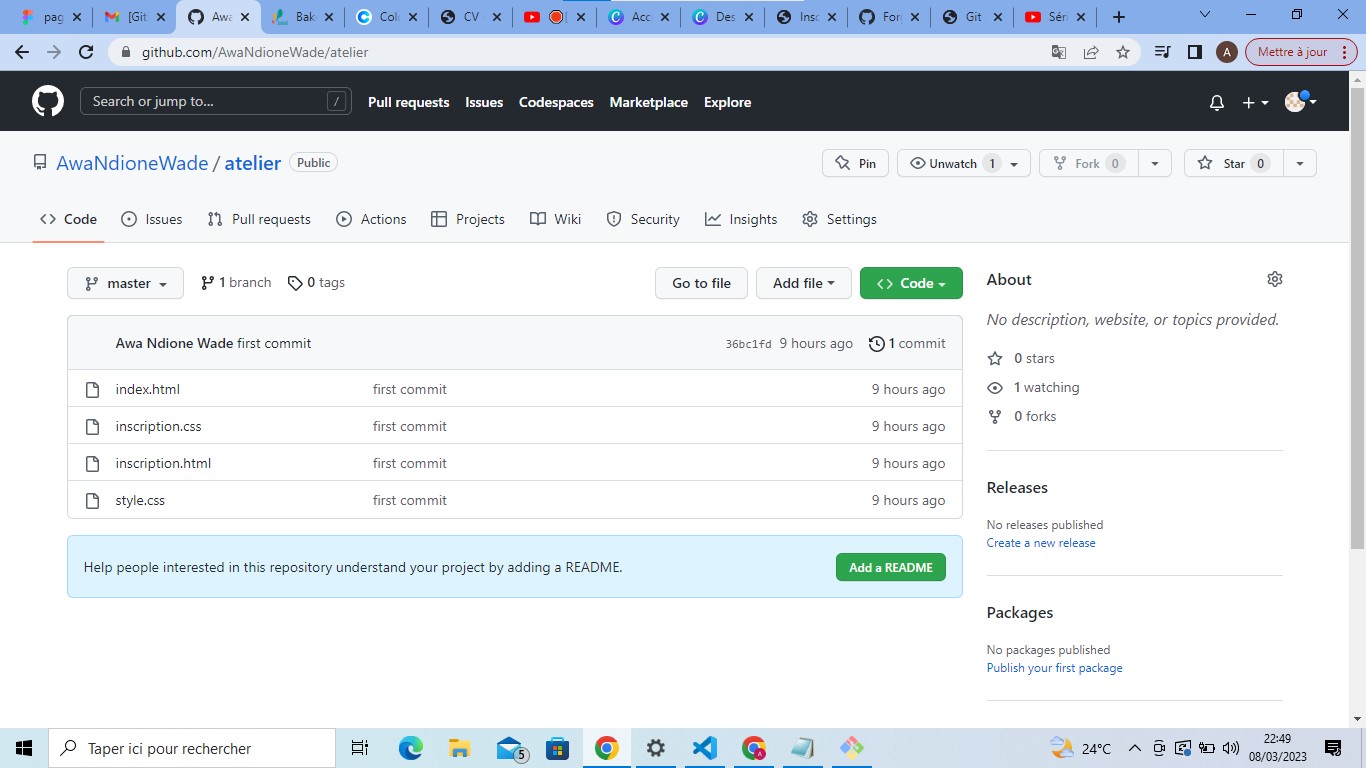 pag
[Git
Awa
Bak
Colo
CV
Acc
Des
Insc
For
Git
Séri
github.com/AwaNdioneWade/atelier
A
Mettre à jour
Search or jump to...
/
Pull requests
Issues
Codespaces
Marketplace
Explore
AwaNdioneWade / atelier
Public
Pin
Unwatch 1
Fork 0
Star 0
Code
Issues
Pull requests
Actions
Projects
Wiki
Security
Insights
Settings
master
1 branch
0 tags
Go to file
Add file
Code
Awa Ndione Wade first commit
36bc1fd 9 hours ago
1 commit
index.html first commit 9 hours ago
inscription.css first commit 9 hours ago
inscription.html first commit 9 hours ago
style.css first commit 9 hours ago
Help people interested in this repository understand your project by adding a README.
Add a README
About
No description, website, or topics provided.
0 stars
1 watching
0 forks
Releases
No releases published
Create a new release
Packages
No packages published
Publish your first package
Taper ici pour rechercher
5
24°C
22:49
08/03/2023